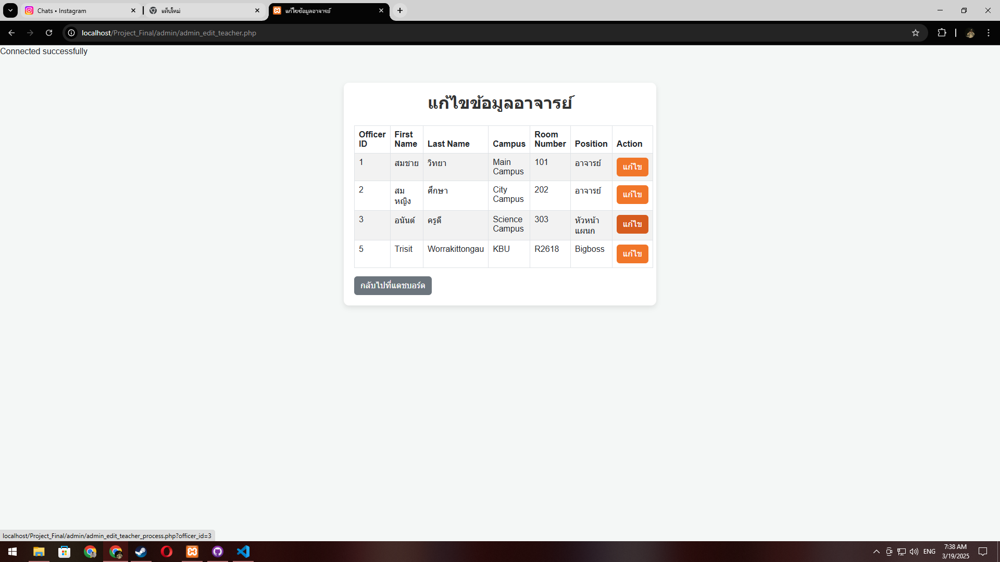 Chats • Instagram
แท็บใหม่
แก้ไขข้อมูลอาจารย์
localhost/Project_Final/admin/admin_edit_teacher.php
Connected successfully
แก้ไขข้อมูลอาจารย์
Officer ID
First Name
Last Name
Campus
Room Number
Position
Action
1
สมชาย
วิทยา
Main Campus
101
อาจารย์
แก้ไข
2
สมหญิง
ศึกษา
City Campus
202
อาจารย์
แก้ไข
3
อนันต์
ครูดี
Science Campus
303
หัวหน้าแผนก
แก้ไข
5
Trisit
Worrakittongau
KBU
R2618
Bigboss
แก้ไข
กลับไปที่แดชบอร์ด
localhost/Project_Final/admin/admin_edit_teacher_process.php?officer_id=3
ENG
7:38 AM
3/19/2025